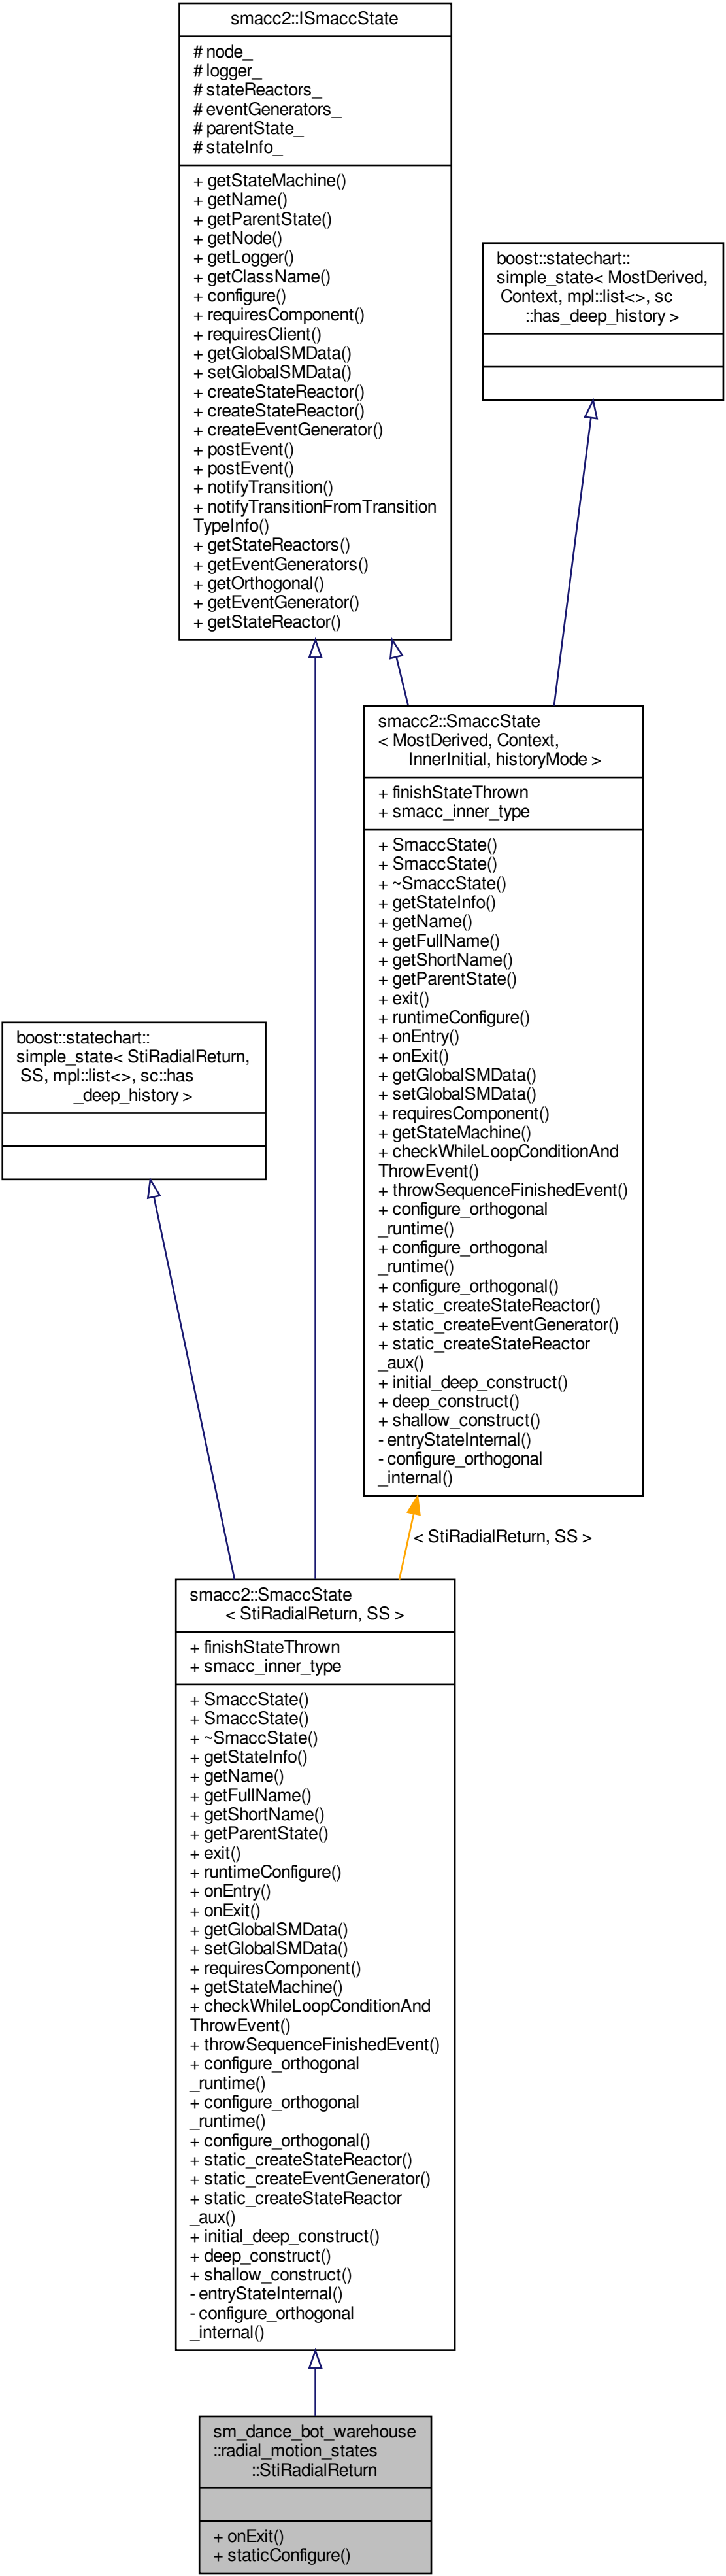 smacc2::ISmaccState
# node_
# logger_
# stateReactors_
# eventGenerators_
# parentState_
# stateInfo_
+ getStateMachine()
+ getName()
+ getParentState()
+ getNode()
+ getLogger()
+ getClassName()
+ configure()
+ requiresComponent()
+ requiresClient()
+ getGlobalSMData()
+ setGlobalSMData()
+ createStateReactor()
+ createStateReactor()
+ createEventGenerator()
+ postEvent()
+ postEvent()
+ notifyTransition()
+ notifyTransitionFromTransition
TypeInfo()
+ getStateReactors()
+ getEventGenerators()
+ getOrthogonal()
+ getEventGenerator()
+ getStateReactor()
boost::statechart::
simple_state< MostDerived,
Context, mpl::list<>, sc
::has_deep_history >
smacc2::SmaccState
< MostDerived, Context,
InnerInitial, historyMode >
+ finishStateThrown
+ smacc_inner_type
+ SmaccState()
+ SmaccState()
+ ~SmaccState()
+ getStateInfo()
+ getName()
+ getFullName()
+ getShortName()
+ getParentState()
+ exit()
+ runtimeConfigure()
+ onEntry()
+ onExit()
+ getGlobalSMData()
+ setGlobalSMData()
+ requiresComponent()
+ getStateMachine()
+ checkWhileLoopConditionAnd
ThrowEvent()
+ throwSequenceFinishedEvent()
+ configure_orthogonal
_runtime()
+ configure_orthogonal
_runtime()
+ configure_orthogonal()
+ static_createStateReactor()
+ static_createEventGenerator()
+ static_createStateReactor
_aux()
+ initial_deep_construct()
+ deep_construct()
+ shallow_construct()
- entryStateInternal()
- configure_orthogonal
_internal()
boost::statechart::
simple_state< StiRadialReturn,
SS, mpl::list<>, sc::has
_deep_history >
< StiRadialReturn, SS >
smacc2::SmaccState
< StiRadialReturn, SS >
+ finishStateThrown
+ smacc_inner_type
+ SmaccState()
+ SmaccState()
+ ~SmaccState()
+ getStateInfo()
+ getName()
+ getFullName()
+ getShortName()
+ getParentState()
+ exit()
+ runtimeConfigure()
+ onEntry()
+ onExit()
+ getGlobalSMData()
+ setGlobalSMData()
+ requiresComponent()
+ getStateMachine()
+ checkWhileLoopConditionAnd
ThrowEvent()
+ throwSequenceFinishedEvent()
+ configure_orthogonal
_runtime()
+ configure_orthogonal
_runtime()
+ configure_orthogonal()
+ static_createStateReactor()
+ static_createEventGenerator()
+ static_createStateReactor
_aux()
+ initial_deep_construct()
+ deep_construct()
+ shallow_construct()
- entryStateInternal()
- configure_orthogonal
_internal()
sm_dance_bot_warehouse
::radial_motion_states
::StiRadialReturn
+ onExit()
+ staticConfigure()